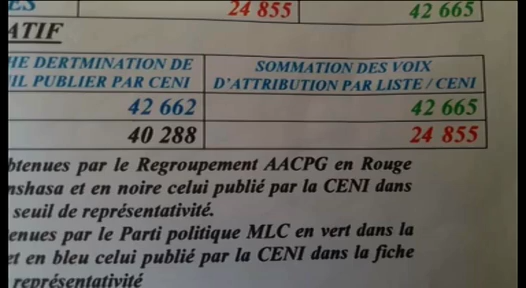 ES 24 855 42 665
ATIF
HE DERTMINATION DE SOMMATION DES VOIX
IL PUBLIER PAR CENI D'ATTRIBUTION PAR LISTE / CENI
42 662 42 665
40 288 24 855
btenues par le Regroupement AACPG en Rouge
nshasa et en noire celui publié par la CENI dans
seuil de représentativité.
enues par le Parti politique MLC en vert dans la
et en bleu celui publié par la CENI dans la fiche
représentativité